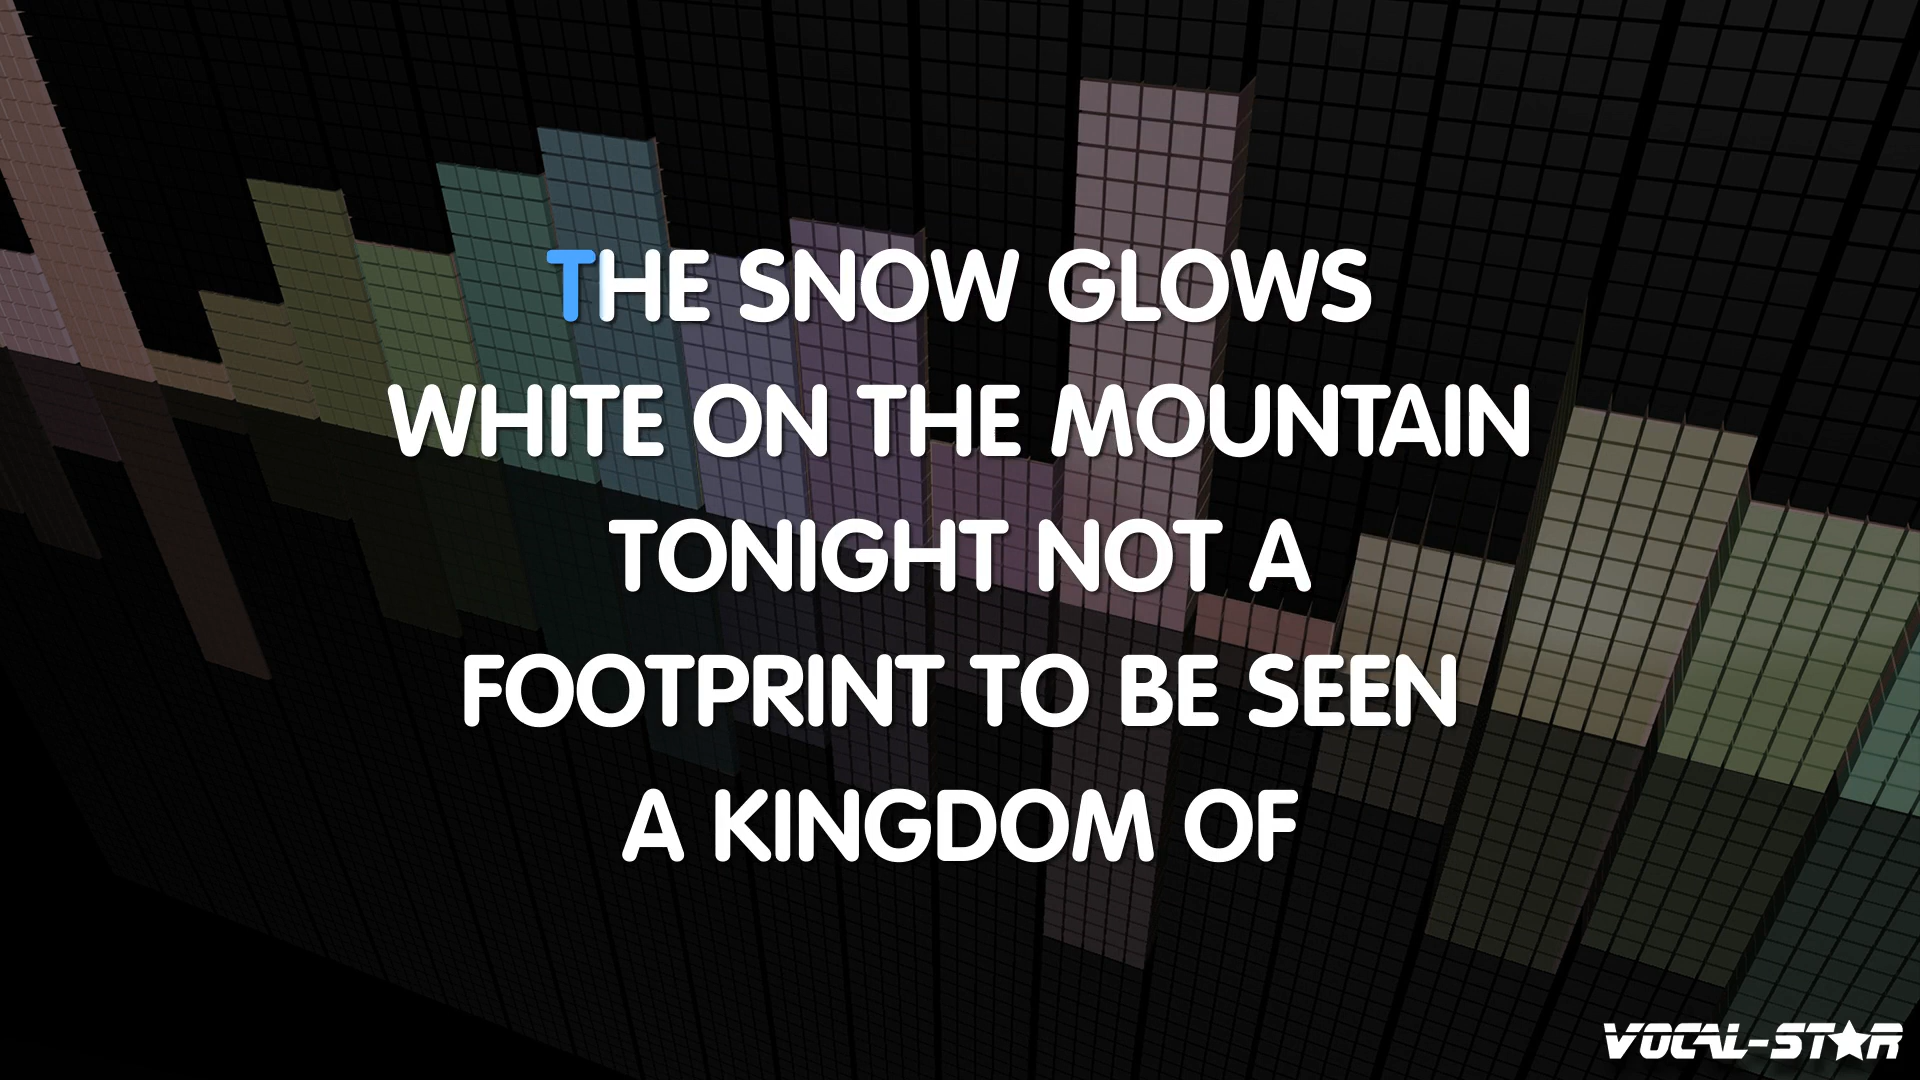 THE SNOW GLOWS
WHITE ON THE MOUNTAIN
TONIGHT NOT A
FOOTPRINT TO BE SEEN
A KINGDOM OF
VOCAL-STAR